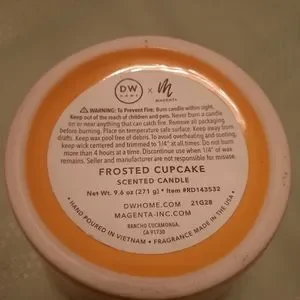 DW
HOME
x
M
MAGENTA
WARNING: To Prevent Fire: Burn candle within sight.
Keep out of the reach of children and pets. Never burn a candle
on or near anything that can catch fire. Remove all packaging
before burning. Place on temperature safe surface. Keep away from
drafts. Keep wax pool free of debris. To avoid overheating and sooting,
keep wick centered and trimmed to 1/4" at all times. Do not burn
more than 4 hours at a time. Discontinue use when 1/4" of wax
remains. Seller and manufacturer are not responsible for misuse.
FROSTED CUPCAKE
SCENTED CANDLE
Net Wt. 9.6 oz (271 g) • Item #RD143532
DWHOME.COM 21G28
MAGENTA-INC.COM
RANCHO CUCAMONGA,
CA 91730
• HAND POURED IN VIETNAM • FRAGRANCE MADE IN THE USA •